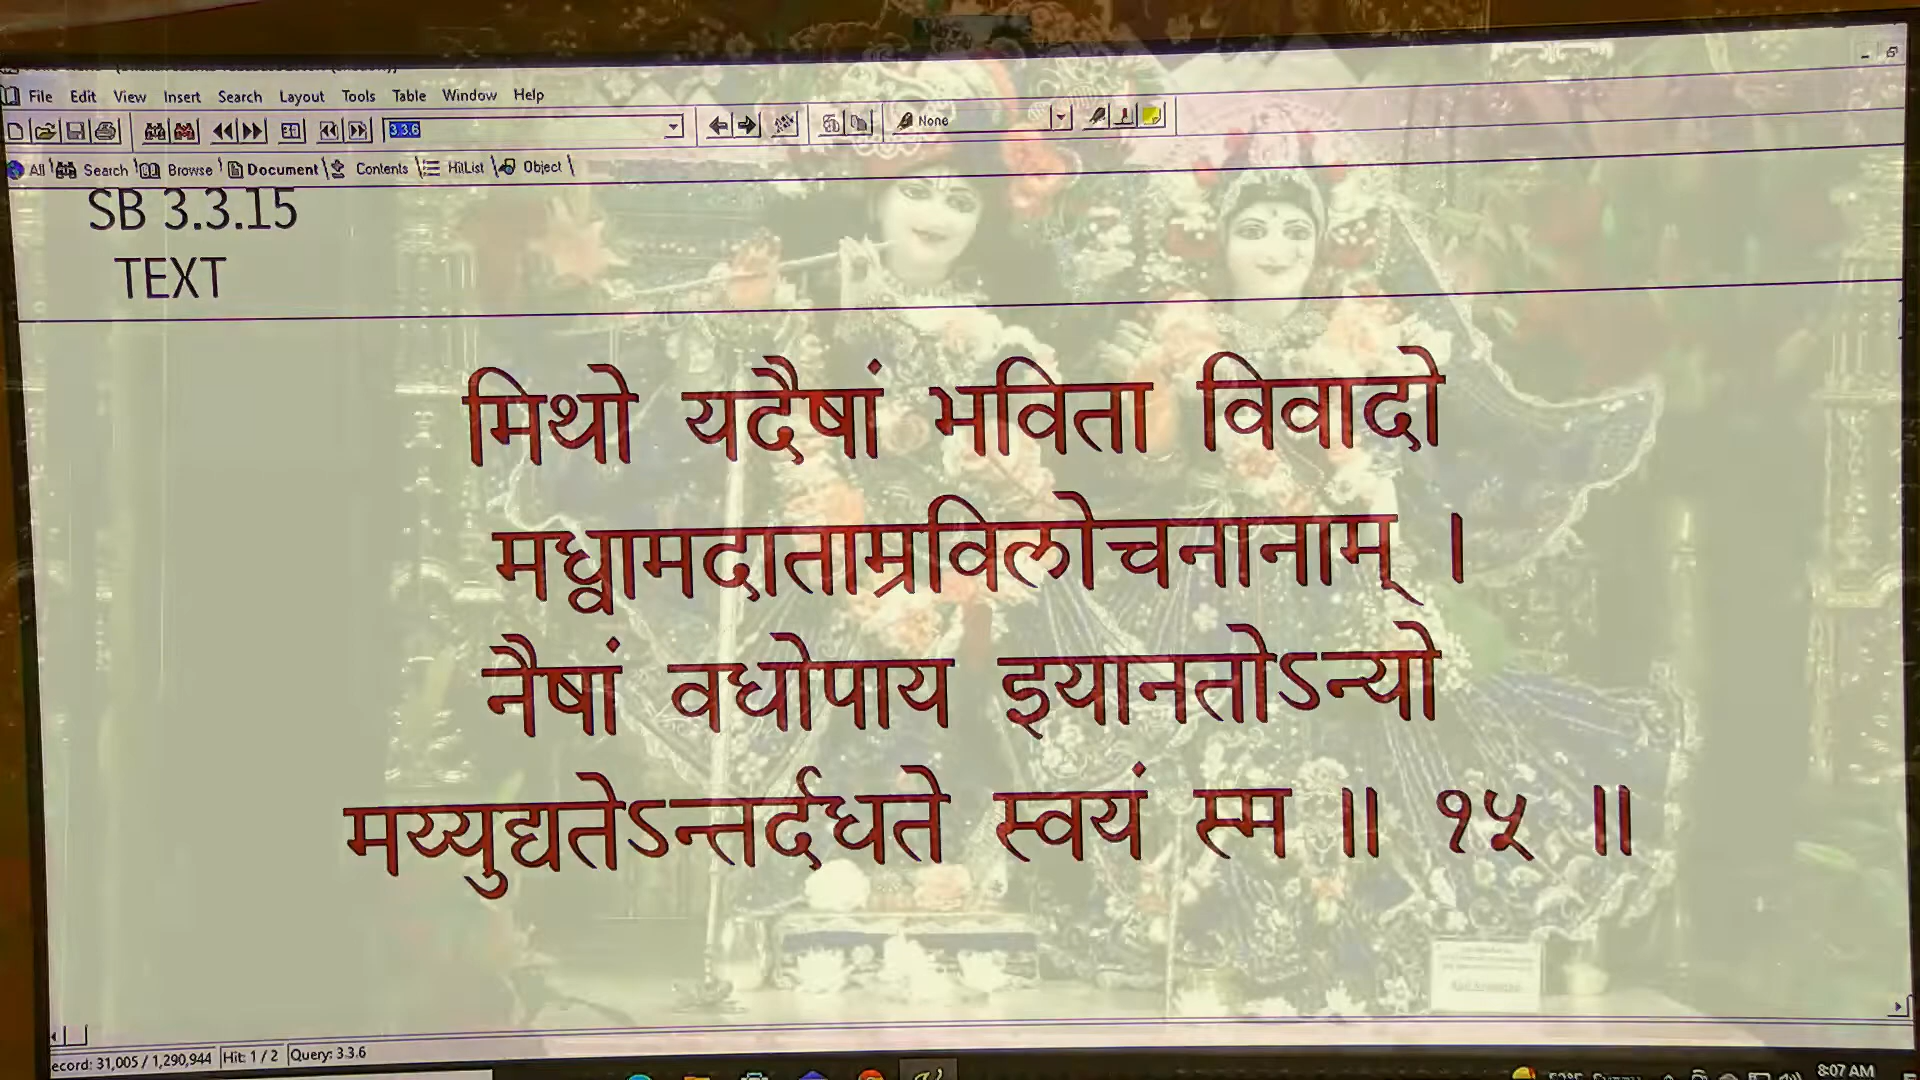 File Edit View Insert Search Layout Tools Table Window Help
3.3.6 None
All Search Browse Document Contents HitList Object
SB 3.3.15
TEXT
मिथो यदैषां भविता विवादो
मध्वामदाताम्रविलोचनानाम् ।
नैषां वधोपाय इयानतोऽन्यो
मय्युद्यतेऽन्तर्दधते स्वयं स्म ॥ १५ ॥
ecord: 31,005 / 1,290,944 Hit: 1 / 2 Query: 3.3.6
8:07 AM